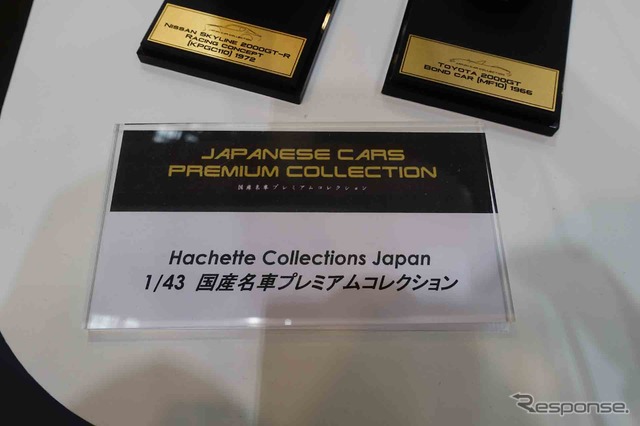 NISSAN SKYLINE 2000GT-R
RACING CONCEPT
(KPGC110) 1972
TOYOTA 2000GT
BOND CAR (MF10) 1966
JAPANESE CARS
PREMIUM COLLECTION
国産名車プレミアムコレクション
Hachette Collections Japan
1/43 国産名車プレミアムコレクション
Response.